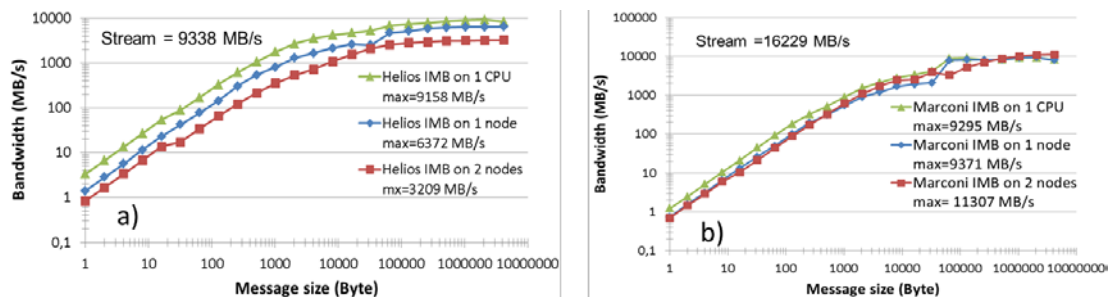 10000
1000
100
10
1
0,1
Bandwidth (MB/s)
Stream = 9338 MB/s
Helios IMB on 1 CPU
max=9158 MB/s
Helios IMB on 1 node
max=6372 MB/s
Helios IMB on 2 nodes
mx=3209 MB/s
a)
1 10 100 1000 10000 100000 1000000 10000000
Message size (Byte)
100000
10000
1000
100
10
1
0,1
Bandwidth (MB/s)
Stream =16229 MB/s
Marconi IMB on 1 CPU
max=9295 MB/s
Marconi IMB on 1 node
max=9371 MB/s
Marconi IMB on 2 nodes
max= 11307 MB/s
b)
1 10 100 1000 10000 100000 1000000 10000000
Message size (Byte)